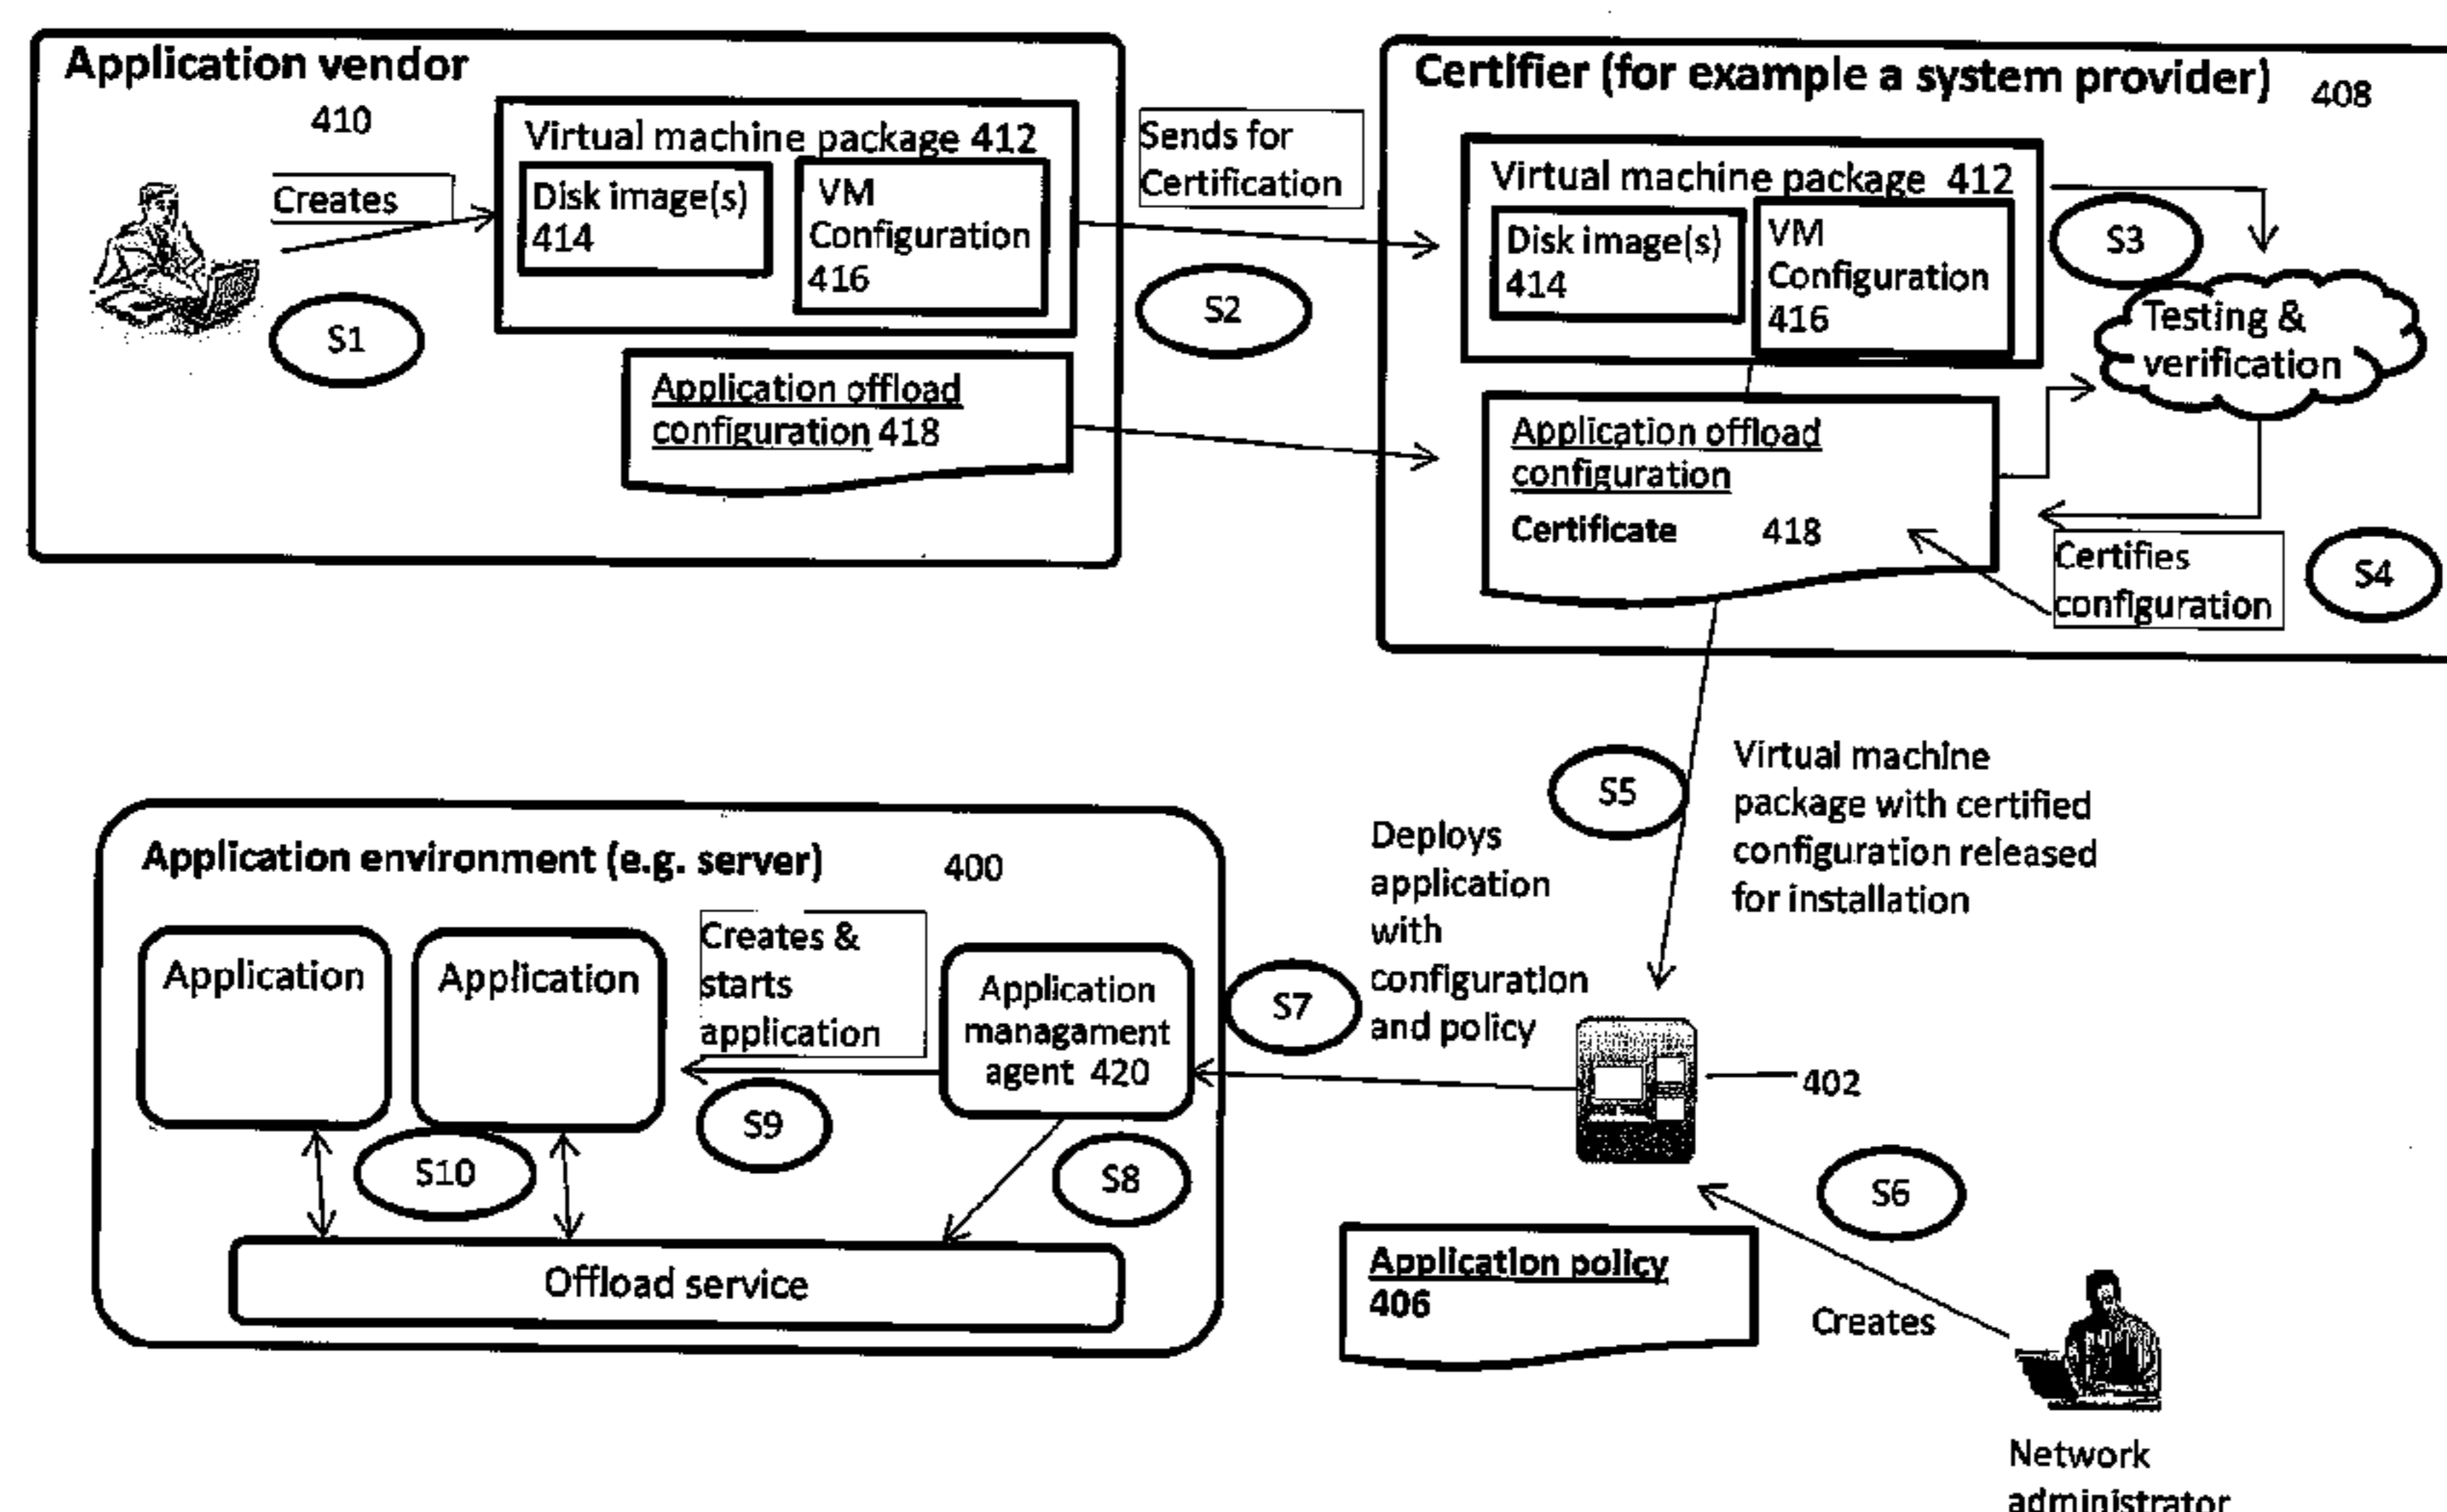 Application vendor
410
Creates
S1
Virtual machine package 412
Disk image(s)
414
VM
Configuration
416
Application offload
configuration 418
Sends for
Certification
S2
Certifier (for example a system provider) 408
Virtual machine package 412
Disk image(s)
414
VM
Configuration
416
S3
Testing &
verification
Application offload
configuration
Certificate 418
Certifies
configuration
S4
S5
Virtual machine
package with certified
configuration released
for installation
Application environment (e.g. server) 400
Application
Application
Creates &
starts
application
Application
managament
agent 420
S7
Deploys
application
with
configuration
and policy
402
S9
S10
S8
S6
Offload service
Application policy
406
Creates
Network
administrator